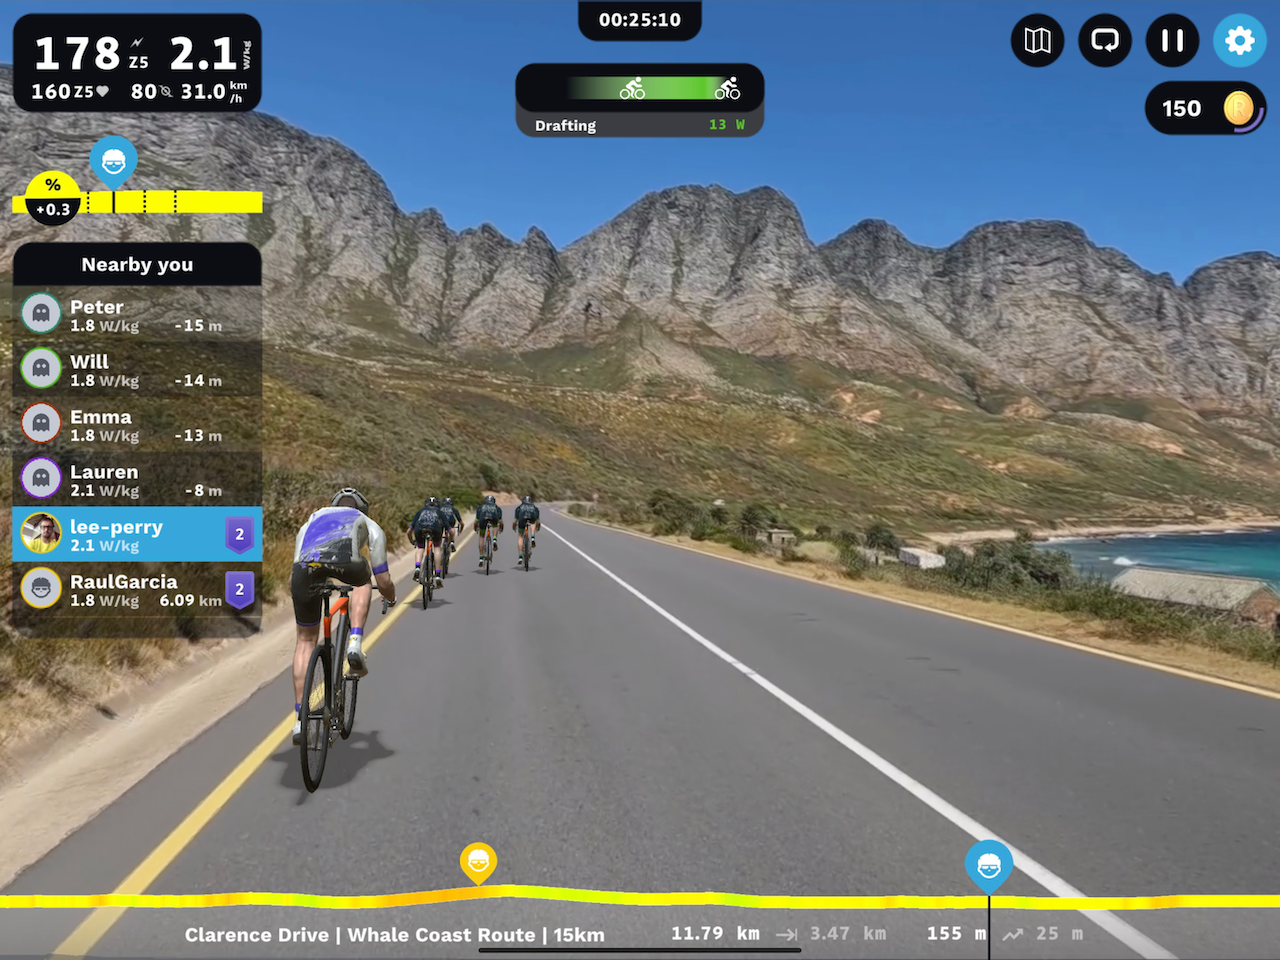 00:25:10
178 Z5 2.1 W/kg
160 Z5 80 31.0 km/h
Drafting 13 W
150
%
+0.3
Nearby you
Peter
1.8 W/kg -15 m
Will
1.8 W/kg -14 m
Emma
1.8 W/kg -13 m
Lauren
2.1 W/kg -8 m
lee-perry 2
2.1 W/kg
RaulGarcia 2
1.8 W/kg 6.09 km
Clarence Drive | Whale Coast Route | 15km 11.79 km 3.47 km 155 m 25 m